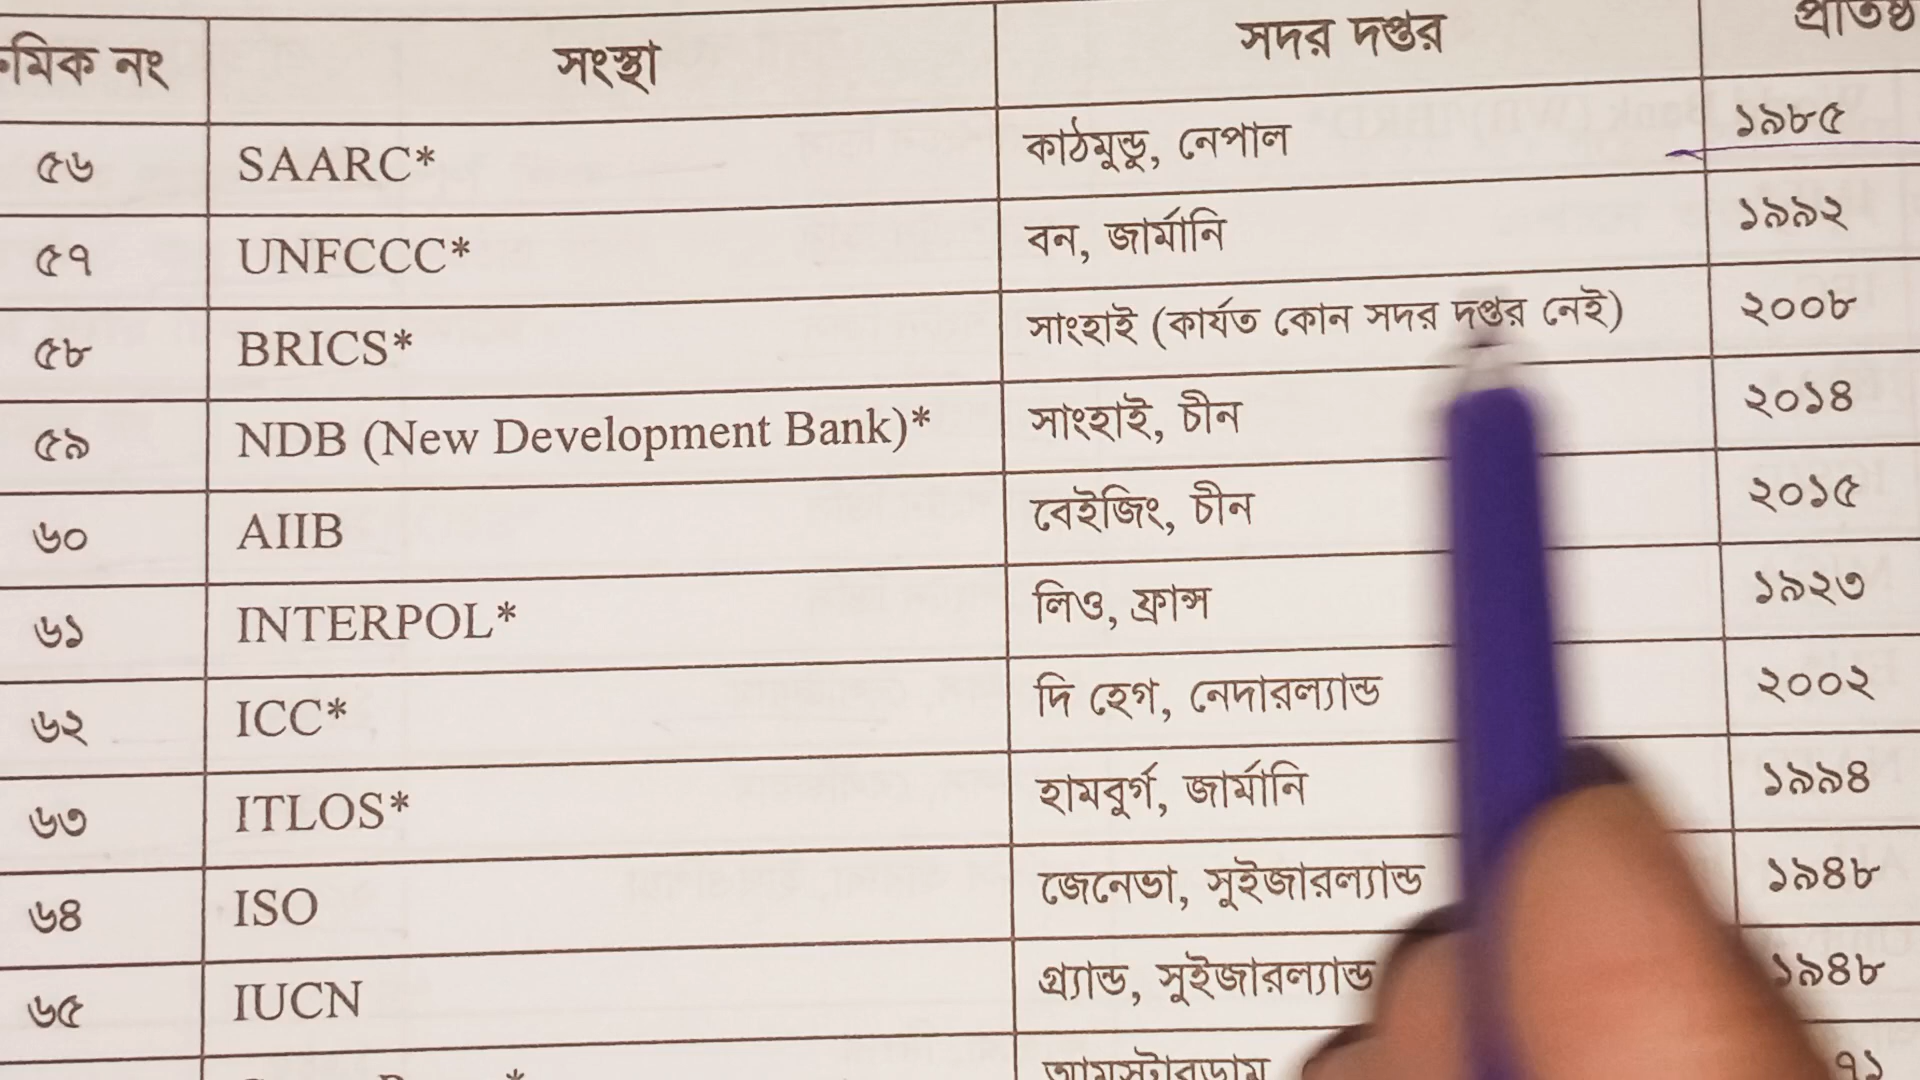 মিক নং সংস্থা সদর দপ্তর
৫৬ SAARC* কাঠমুন্ডু, নেপাল ১৯৮৫
৫৭ UNFCCC* বন, জার্মানি ১৯৯২
৫৮ BRICS* সাংহাই (কার্যত কোন সদর দপ্তর নেই) ২০০৮
৫৯ NDB (New Development Bank)* সাংহাই, চীন ২০১৪
৬০ AIIB বেইজিং, চীন ২০১৫
৬১ INTERPOL* লিও, ফ্রান্স ১৯২৩
৬২ ICC* দি হেগ, নেদারল্যান্ড ২০০২
৬৩ ITLOS* হামবুর্গ, জার্মানি ১৯৯৪
৬৪ ISO জেনেভা, সুইজারল্যান্ড ১৯৪৮
৬৫ IUCN গ্র্যান্ড, সুইজারল্যান্ড ১৯৪৮